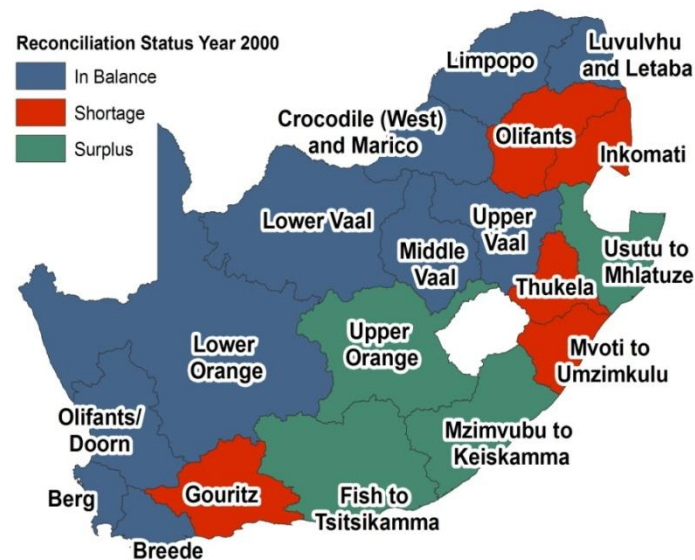 Reconciliation Status Year 2000
In Balance
Shortage
Surplus
Limpopo
Luvulvhu
and Letaba
Crocodile (West)
and Marico
Olifants
Inkomati
Lower Vaal
Middle
Vaal
Upper
Vaal
Usutu to
Mhlatuze
Thukela
Lower
Orange
Upper
Orange
Mvoti to
Umzimkulu
Olifants/
Doorn
Mzimvubu to
Keiskamma
Berg
Gouritz
Fish to
Tsitsikamma
Breede